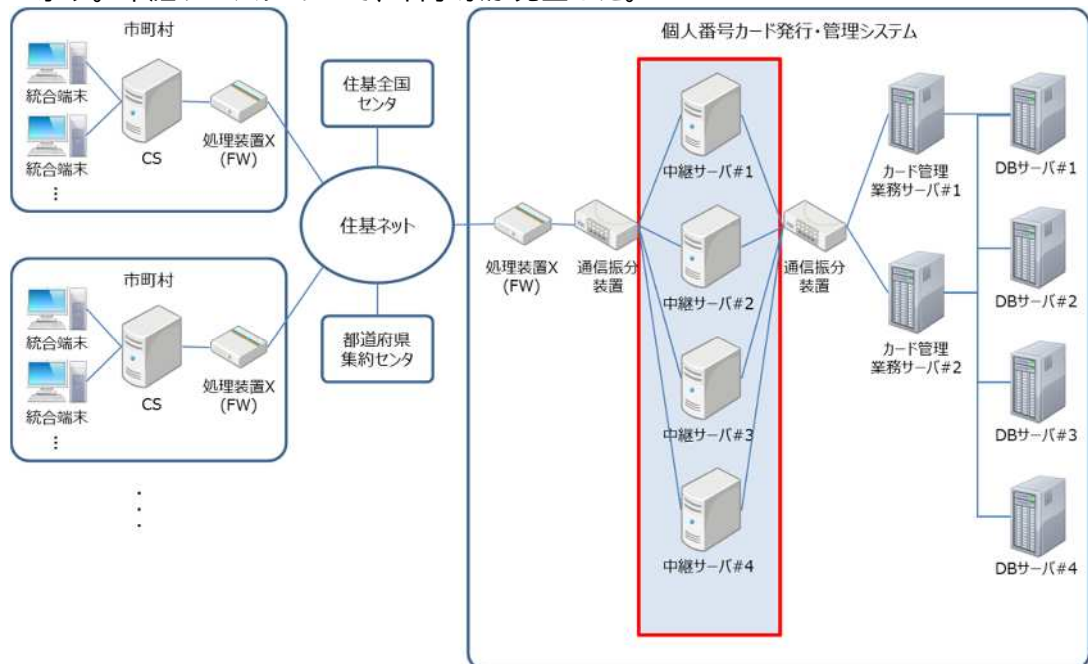 市町村
統合端末
統合端末
⋮
CS
処理装置X
(FW)
市町村
統合端末
統合端末
⋮
CS
処理装置X
(FW)
住基全国
センタ
住基ネット
都道府県
集約センタ
個人番号カード発行・管理システム
処理装置X
(FW)
通信振分
装置
中継サーバ#1
中継サーバ#2
中継サーバ#3
中継サーバ#4
通信振分
装置
カード管理
業務サーバ#1
カード管理
業務サーバ#2
DBサーバ#1
DBサーバ#2
DBサーバ#3
DBサーバ#4